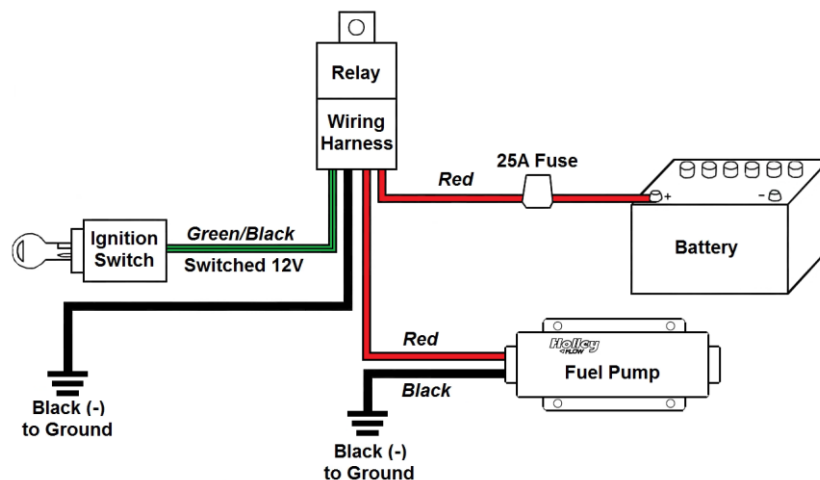 Relay
Wiring
Harness
25A Fuse
Red
+
-
Battery
Ignition
Switch
Green/Black
Switched 12V
Red
Black
Holley
FLOW
Fuel Pump
Black (-)
to Ground
Black (-)
to Ground